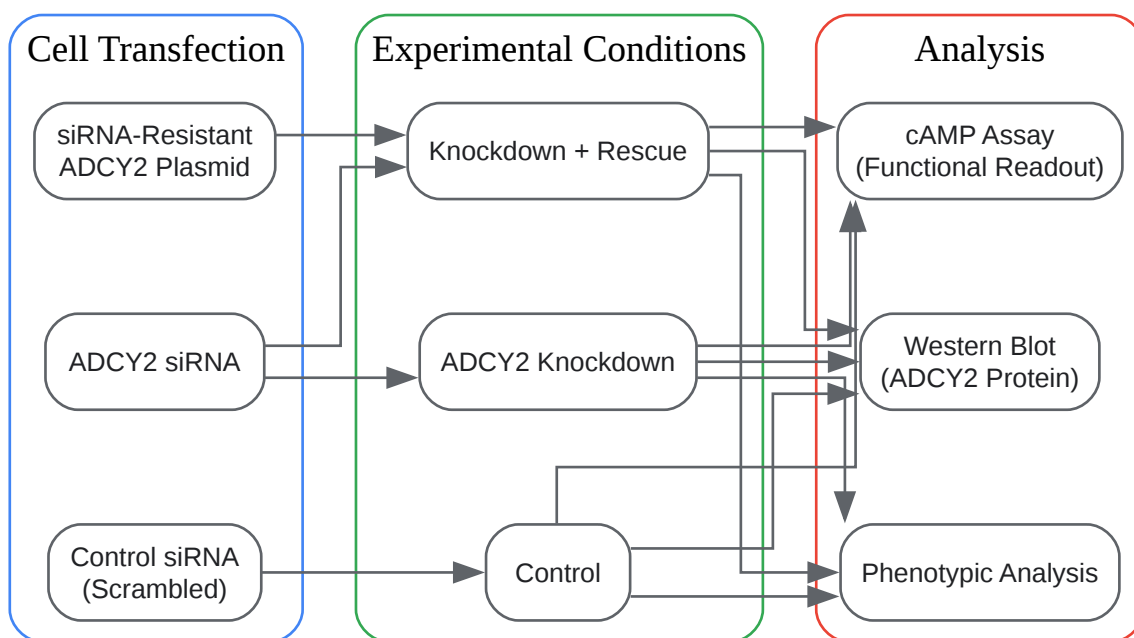 Cell Transfection
siRNA-Resistant
ADCY2 Plasmid
ADCY2 siRNA
Control siRNA
(Scrambled)
Experimental Conditions
Knockdown + Rescue
ADCY2 Knockdown
Control
Analysis
cAMP Assay
(Functional Readout)
Western Blot
(ADCY2 Protein)
Phenotypic Analysis